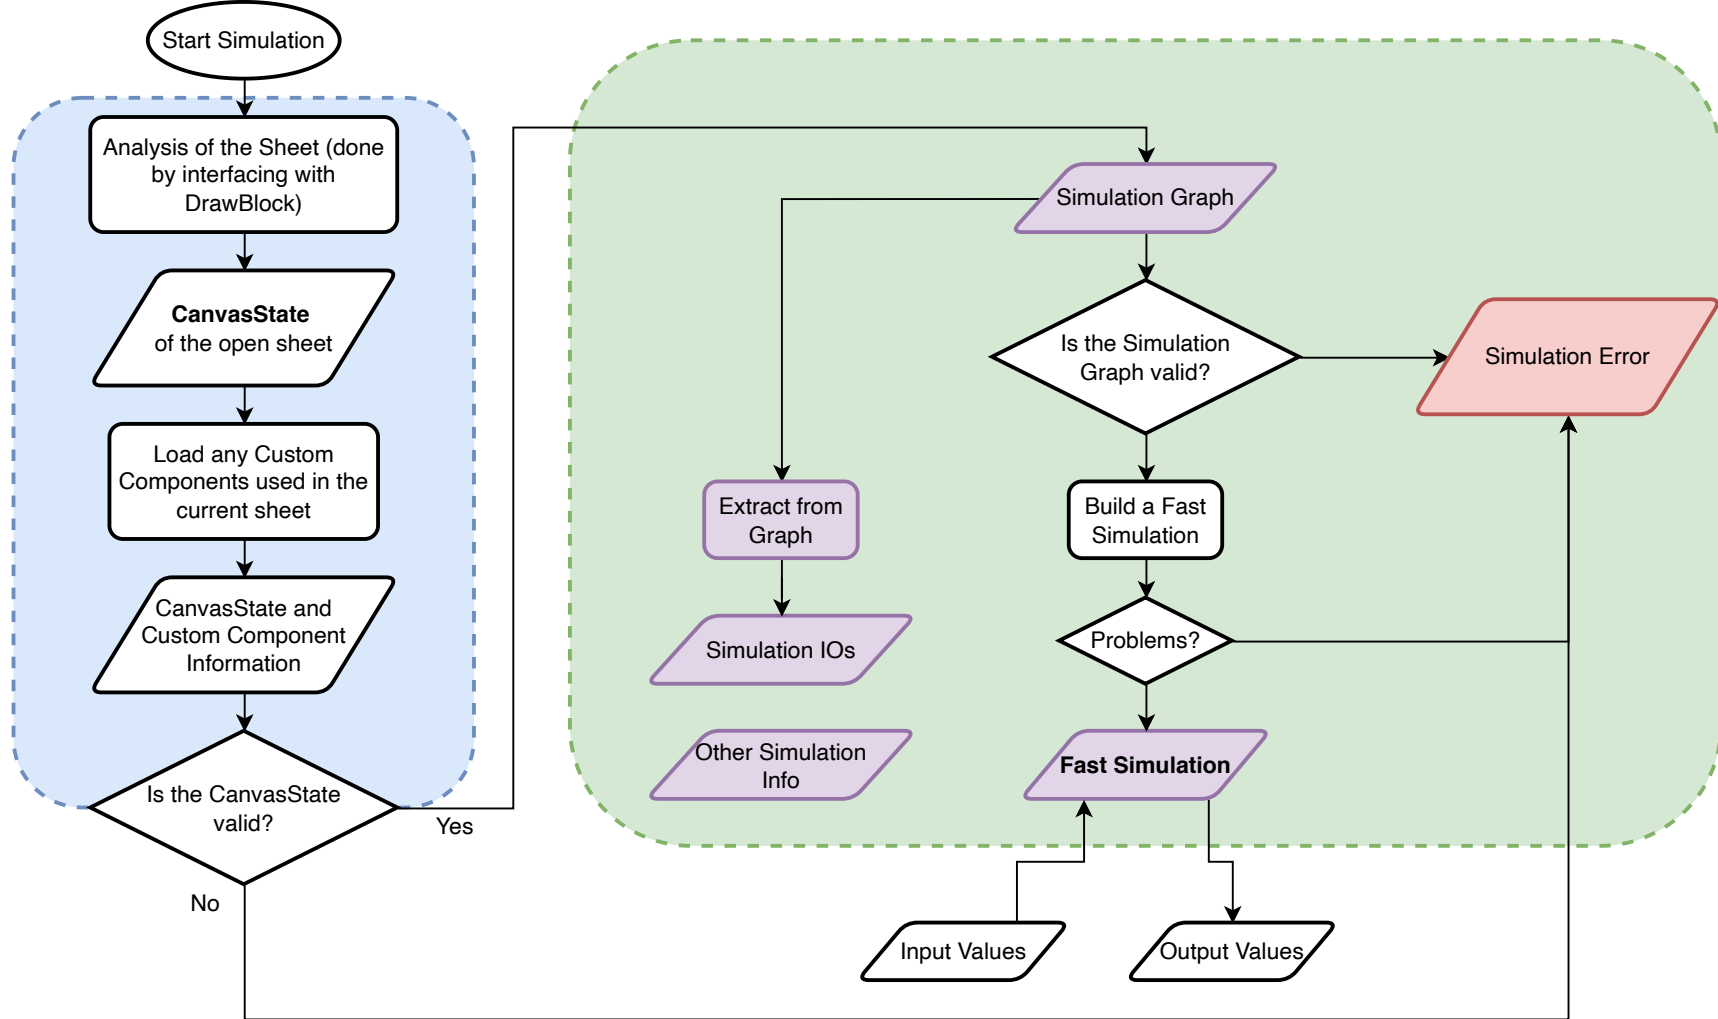 Start Simulation
Analysis of the Sheet (done
by interfacing with
DrawBlock)
CanvasState
of the open sheet
Load any Custom
Components used in the
current sheet
CanvasState and
Custom Component
Information
Is the CanvasState
valid?
Yes
No
Simulation Graph
Is the Simulation
Graph valid?
Simulation Error
Extract from
Graph
Build a Fast
Simulation
Simulation IOs
Problems?
Other Simulation
Info
Fast Simulation
Input Values
Output Values